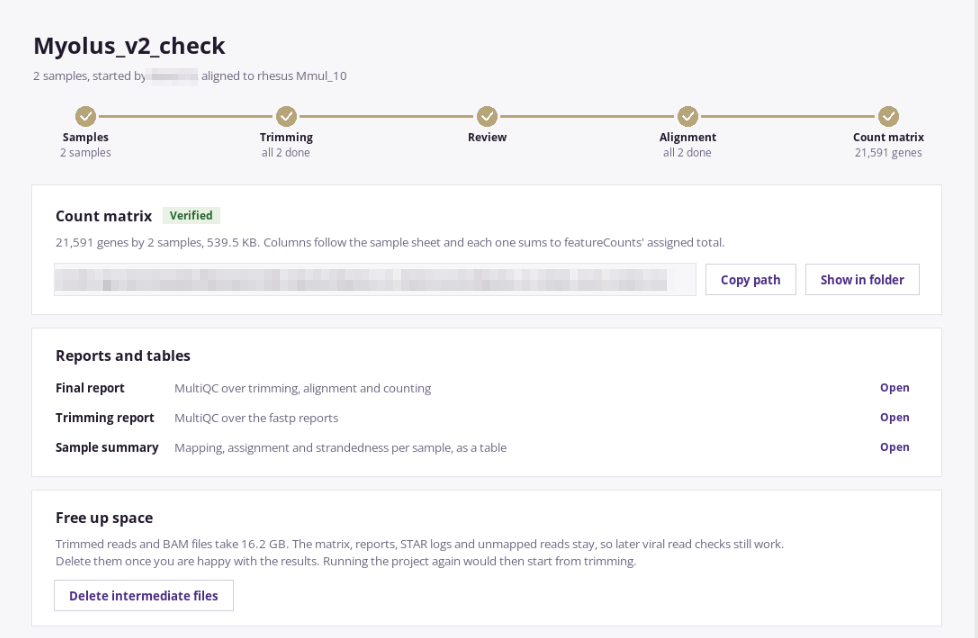 Myolus_v2_check
2 samples, started by aligned to rhesus Mmul_10
Samples
2 samples
Trimming
all 2 done
Review
Alignment
all 2 done
Count matrix
21,591 genes
Count matrix Verified
21,591 genes by 2 samples, 539.5 KB. Columns follow the sample sheet and each one sums to featureCounts' assigned total.
Copy path Show in folder
Reports and tables
Final report MultiQC over trimming, alignment and counting Open
Trimming report MultiQC over the fastp reports Open
Sample summary Mapping, assignment and strandedness per sample, as a table Open
Free up space
Trimmed reads and BAM files take 16.2 GB. The matrix, reports, STAR logs and unmapped reads stay, so later viral read checks still work.
Delete them once you are happy with the results. Running the project again would then start from trimming.
Delete intermediate files